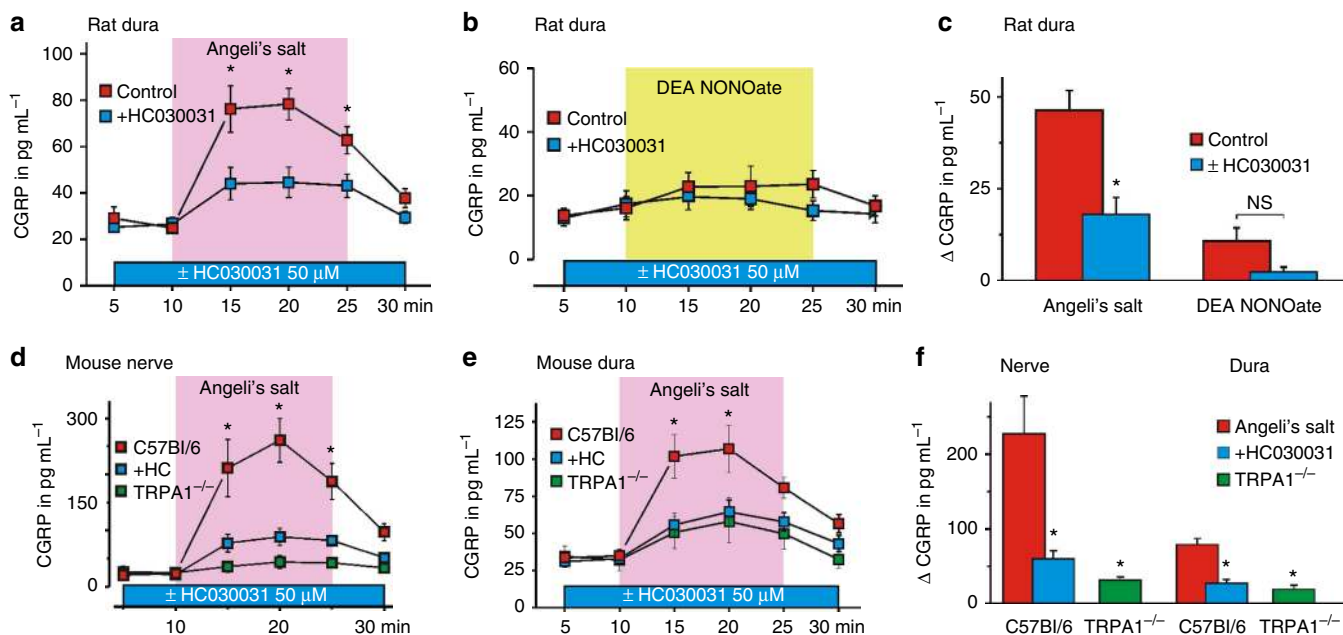 a
Rat dura
Angeli's salt
100
80
60
40
20
0
CGRP in pg mL⁻¹
Control
+HC030031
* * *
± HC030031 50 μM
5 10 15 20 25 30 min
b
Rat dura
DEA NONOate
60
40
20
0
CGRP in pg mL⁻¹
Control
+HC030031
± HC030031 50 μM
5 10 15 20 25 30 min
c
Rat dura
50
25
0
Δ CGRP in pg mL⁻¹
Control
± HC030031
*
NS
Angeli's salt DEA NONOate
d
Mouse nerve
Angeli's salt
300
200
100
0
CGRP in pg mL⁻¹
C57Bl/6
+HC
TRPA1⁻/⁻
* * *
± HC030031 50 μM
10 20 30 min
e
Mouse dura
Angeli's salt
125
100
75
50
25
0
CGRP in pg mL⁻¹
C57Bl/6
+HC
TRPA1⁻/⁻
* *
± HC030031 50 μM
5 10 15 20 25 30 min
f
Nerve Dura
200
100
0
Δ CGRP in pg mL⁻¹
Angeli's salt
+HC030031
TRPA1⁻/⁻
* * * *
C57Bl/6 TRPA1⁻/⁻ C57Bl/6 TRPA1⁻/⁻